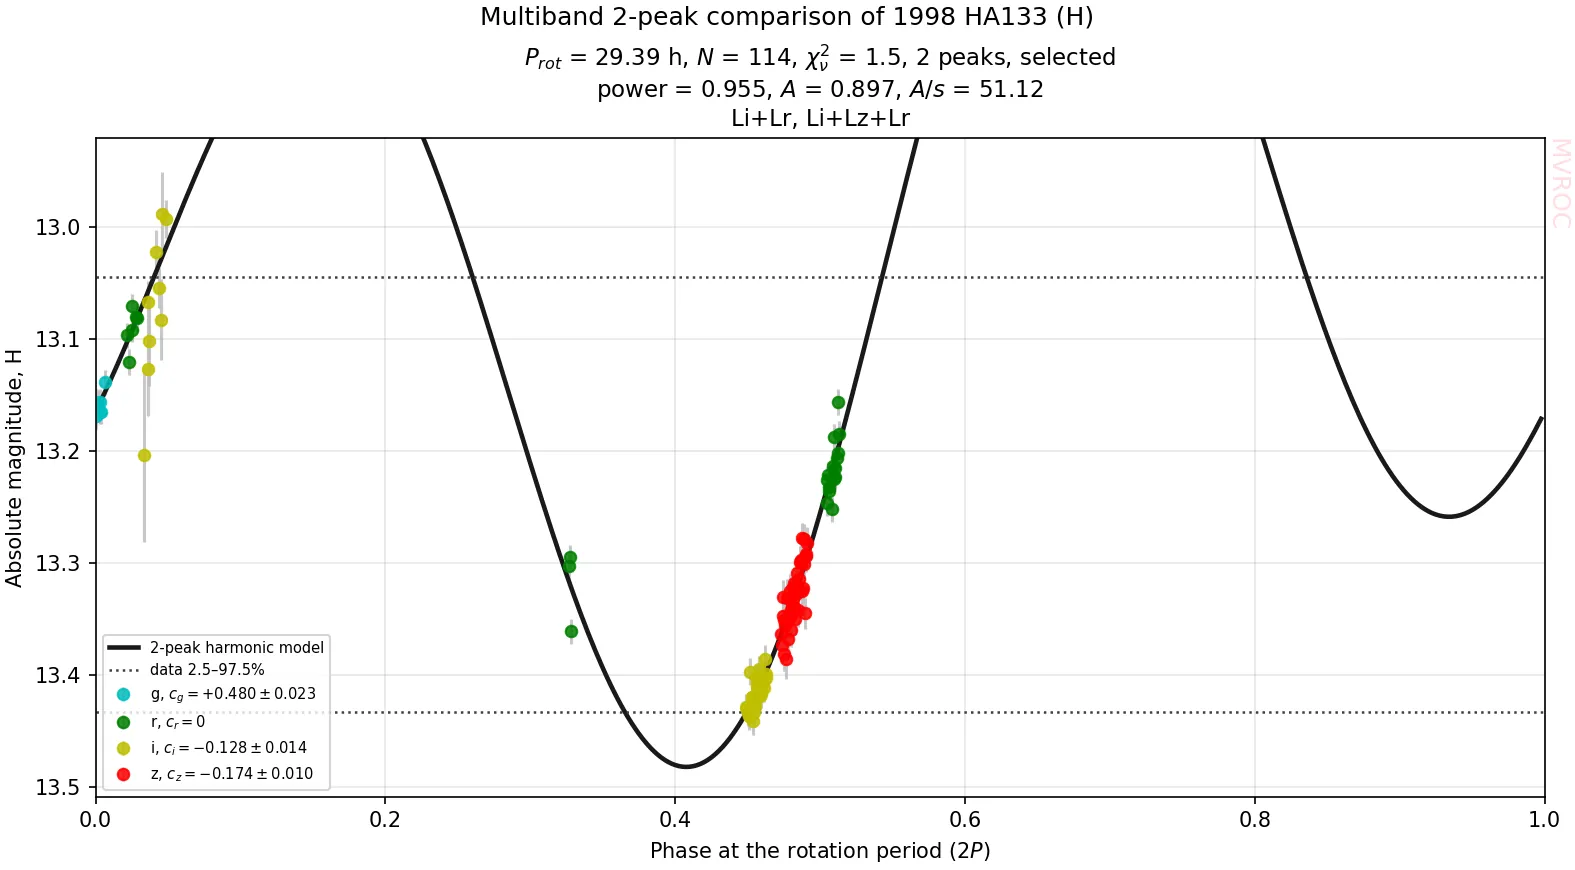 Multiband 2-peak comparison of 1998 HA133 (H)
P_rot = 29.39 h, N = 114, χ²_ν = 1.5, 2 peaks, selected
power = 0.955, A = 0.897, A/s = 51.12
Li+Lr, Li+Lz+Lr
MVROC
Absolute magnitude, H
13.0
13.1
13.2
13.3
13.4
13.5
2-peak harmonic model
data 2.5–97.5%
g, c_g = +0.480 ± 0.023
r, c_r = 0
i, c_i = −0.128 ± 0.014
z, c_z = −0.174 ± 0.010
0.0 0.2 0.4 0.6 0.8 1.0
Phase at the rotation period (2P)